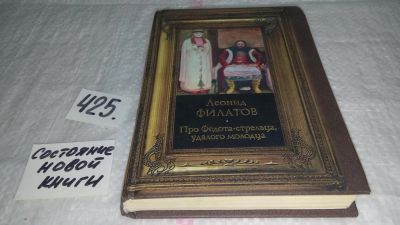 425.
Состояние
новой
книги
Леонид
ФИЛАТОВ
Про Федота-стрельца,
удалого молодца